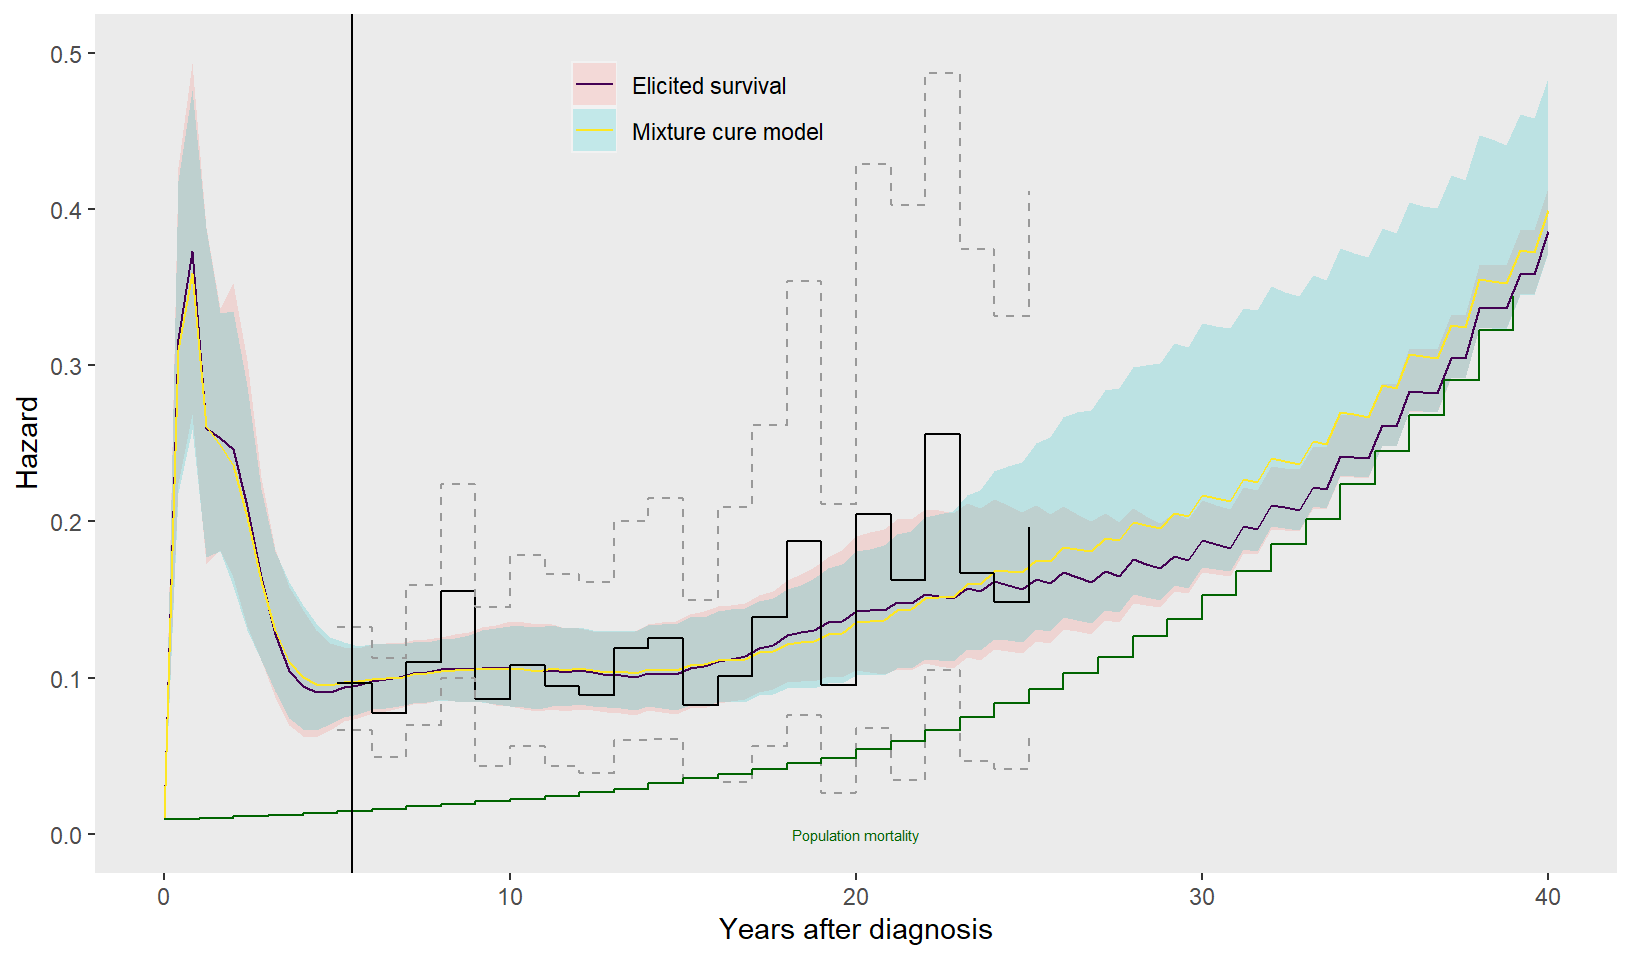 0.5
0.4
0.3
0.2
0.1
0.0
Hazard
Elicited survival
Mixture cure model
Population mortality
0 10 20 30 40
Years after diagnosis